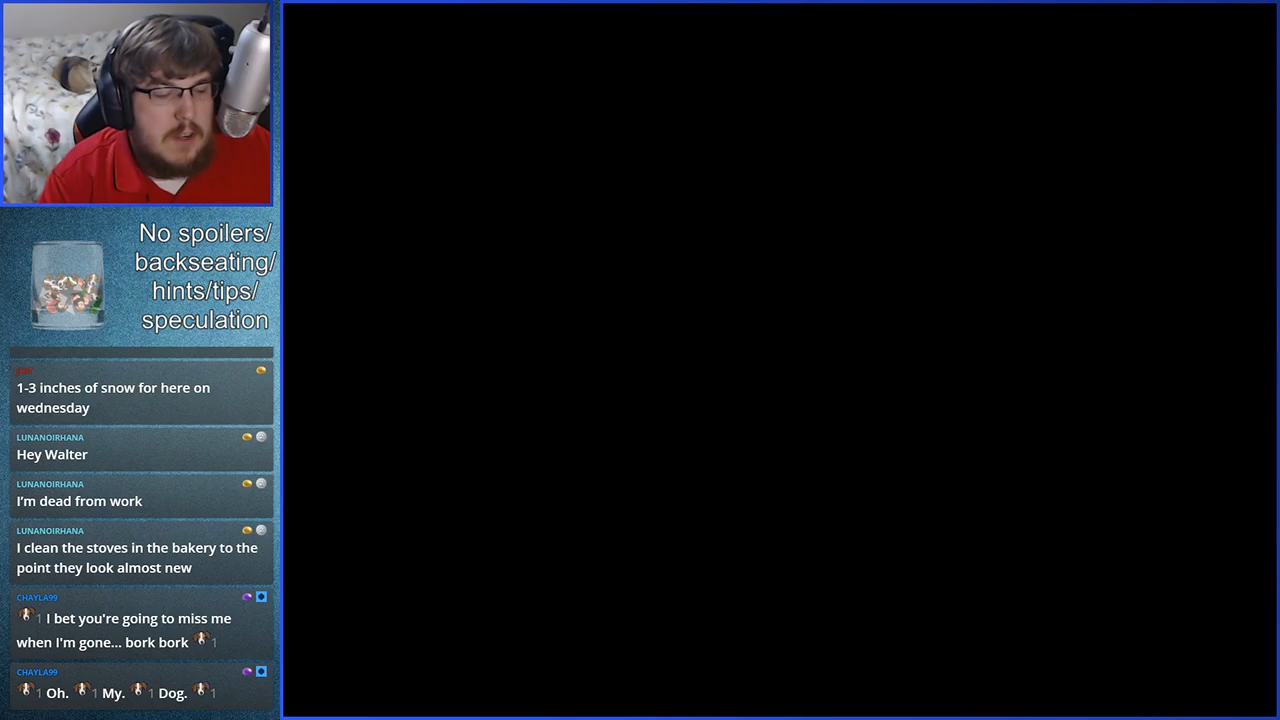 No spoilers/
backseating/
hints/tips/
speculation
1-3 inches of snow for here on
wednesday
LUNANOIRHANA
Hey Walter
LUNANOIRHANA
I'm dead from work
LUNANOIRHANA
I clean the stoves in the bakery to the
point they look almost new
CHAYLA99
1 I bet you're going to miss me
when I'm gone... bork bork 1
CHAYLA99
1 Oh. 1 My. 1 Dog. 1